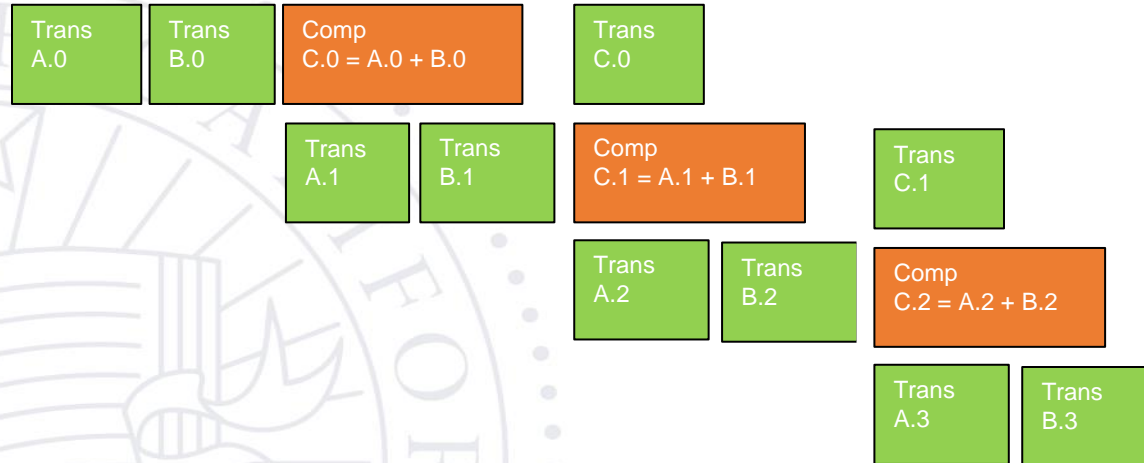 Trans
A.0
Trans
B.0
Comp
C.0 = A.0 + B.0
Trans
C.0
Trans
A.1
Trans
B.1
Comp
C.1 = A.1 + B.1
Trans
C.1
Trans
A.2
Trans
B.2
Comp
C.2 = A.2 + B.2
Trans
A.3
Trans
B.3